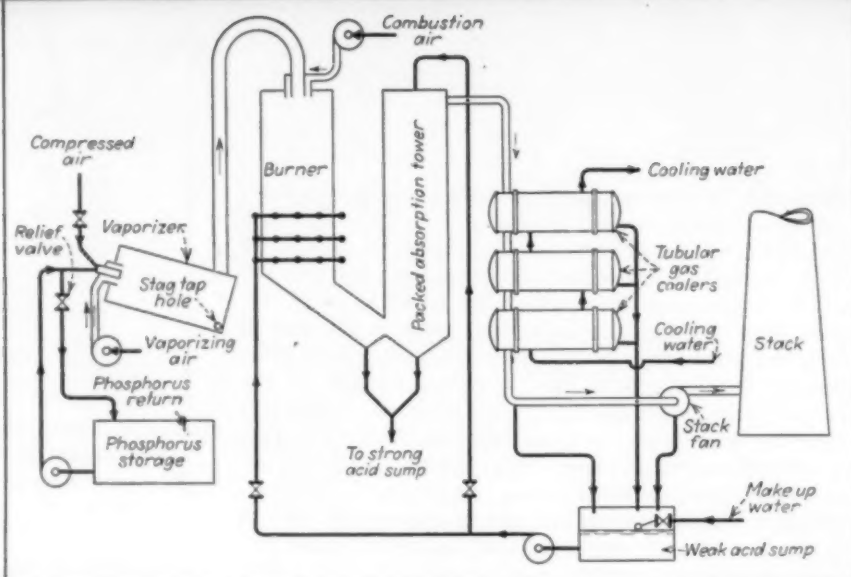 Combustion
air
Compressed
air
Burner
Packed absorption tower
Cooling water
Relief
valve
Vaporizer
Stag tap
hole
Tubular
gas
coolers
Vaporizing
air
Cooling
water
Stack
Phosphorus
return
Phosphorus
storage
Stack
fan
To strong
acid sump
Make up
water
Weak acid sump